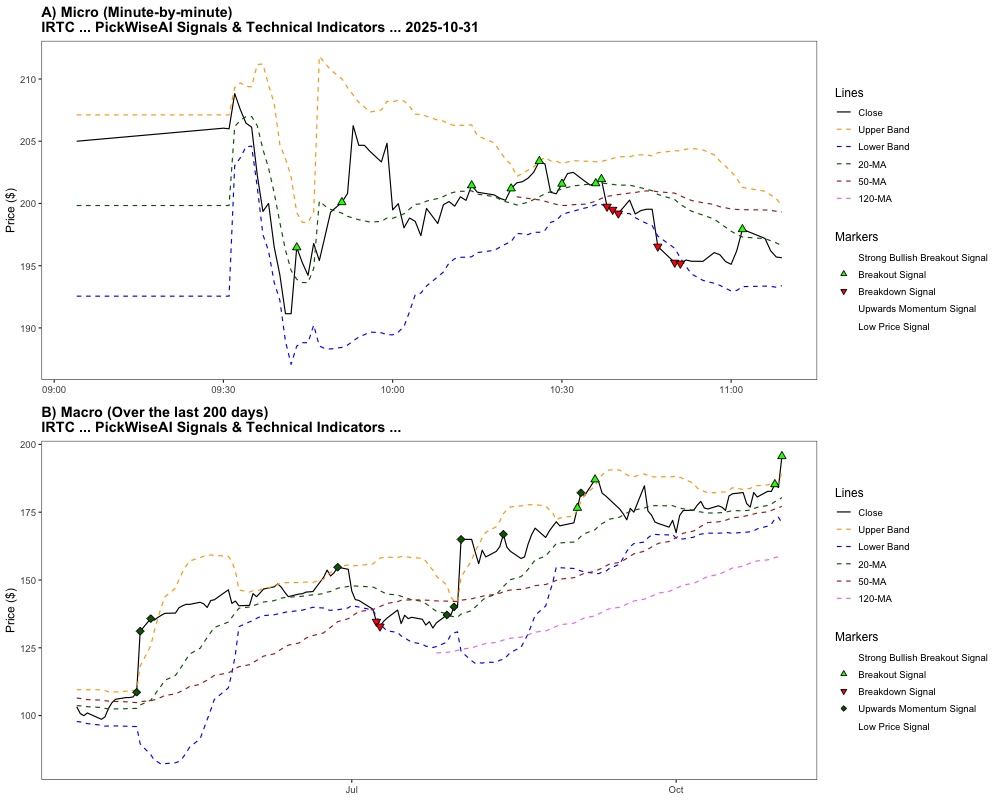 A) Micro (Minute-by-minute)
IRTC ... PickWiseAI Signals & Technical Indicators ... 2025-10-31
Price ($)
210
205
200
195
190
09:00
09:30
10:00
10:30
11:00
Lines
Close
Upper Band
Lower Band
20-MA
50-MA
120-MA
Markers
Strong Bullish Breakout Signal
Breakout Signal
Breakdown Signal
Upwards Momentum Signal
Low Price Signal
B) Macro (Over the last 200 days)
IRTC ... PickWiseAI Signals & Technical Indicators ...
Price ($)
200
175
150
125
100
Jul
Oct
Lines
Close
Upper Band
Lower Band
20-MA
50-MA
120-MA
Markers
Strong Bullish Breakout Signal
Breakout Signal
Breakdown Signal
Upwards Momentum Signal
Low Price Signal